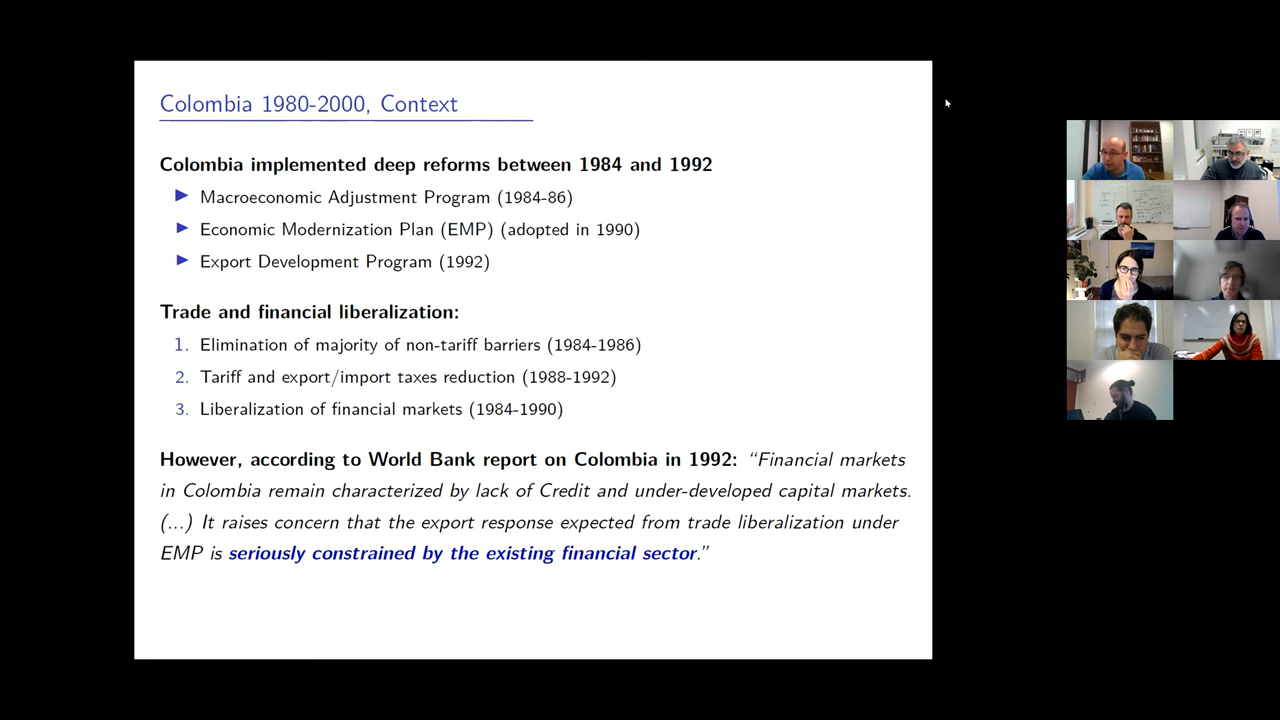 Colombia 1980-2000, Context
Colombia implemented deep reforms between 1984 and 1992
▶ Macroeconomic Adjustment Program (1984-86)
▶ Economic Modernization Plan (EMP) (adopted in 1990)
▶ Export Development Program (1992)
Trade and financial liberalization:
1. Elimination of majority of non-tariff barriers (1984-1986)
2. Tariff and export/import taxes reduction (1988-1992)
3. Liberalization of financial markets (1984-1990)
However, according to World Bank report on Colombia in 1992: “Financial markets
in Colombia remain characterized by lack of Credit and under-developed capital markets.
(...) It raises concern that the export response expected from trade liberalization under
EMP is seriously constrained by the existing financial sector.”